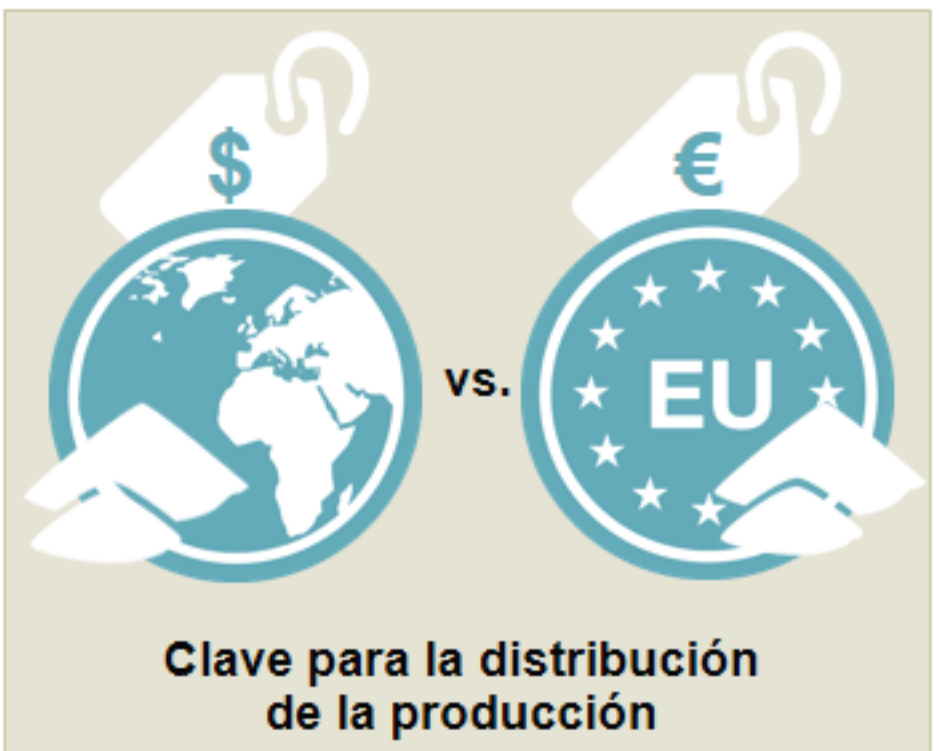 $
€
vs.
EU
Clave para la distribución
de la producción